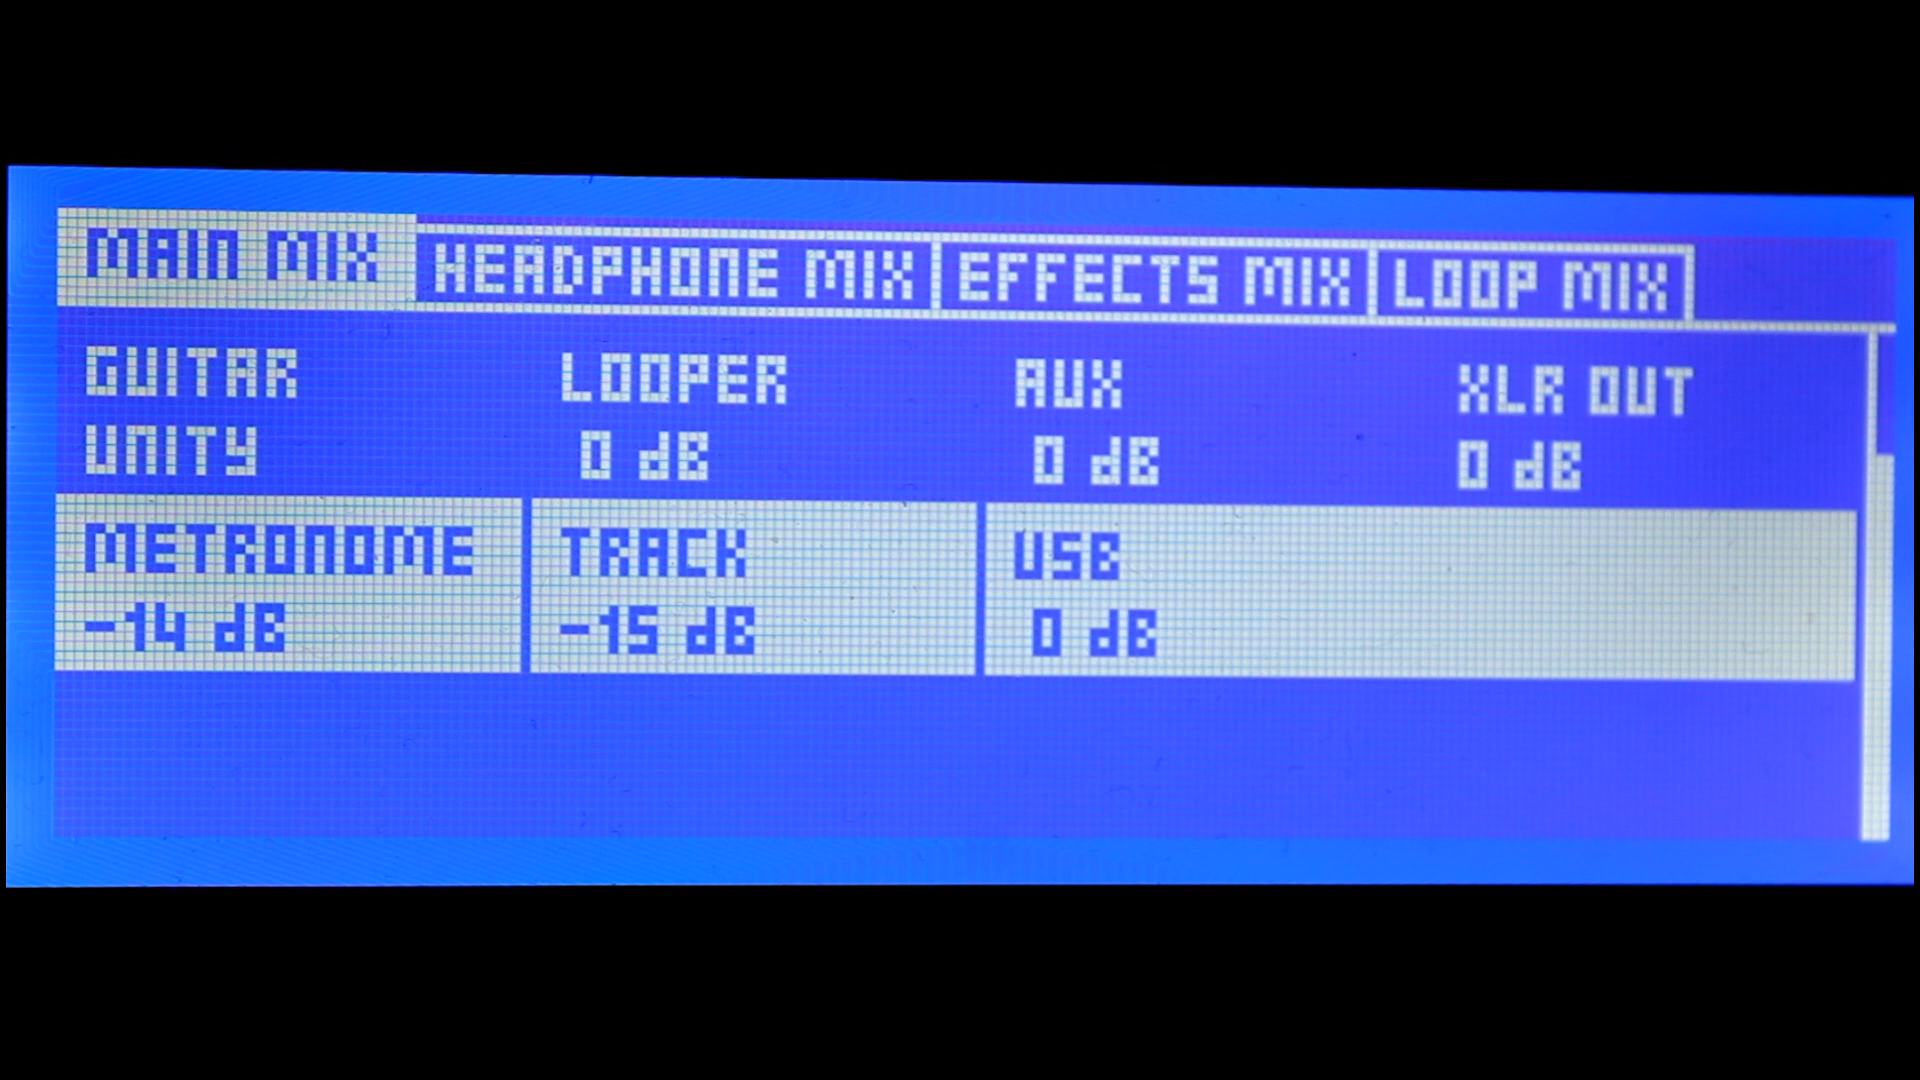 MAIN MIX HEADPHONE MIX EFFECTS MIX LOOP MIX
GUITAR LOOPER AUX XLR OUT
UNITY 0 dB 0 dB 0 dB
METRONOME TRACK USB
-14 dB -15 dB 0 dB